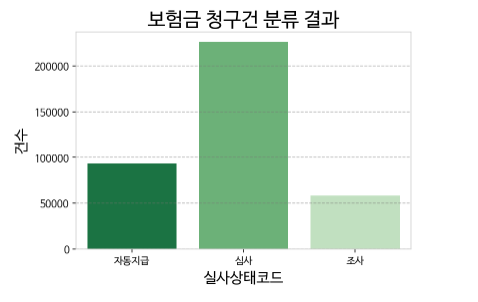 보험금 청구건 분류 결과
건수
200000
150000
100000
50000
0
자동지급 심사 조사
실사상태코드